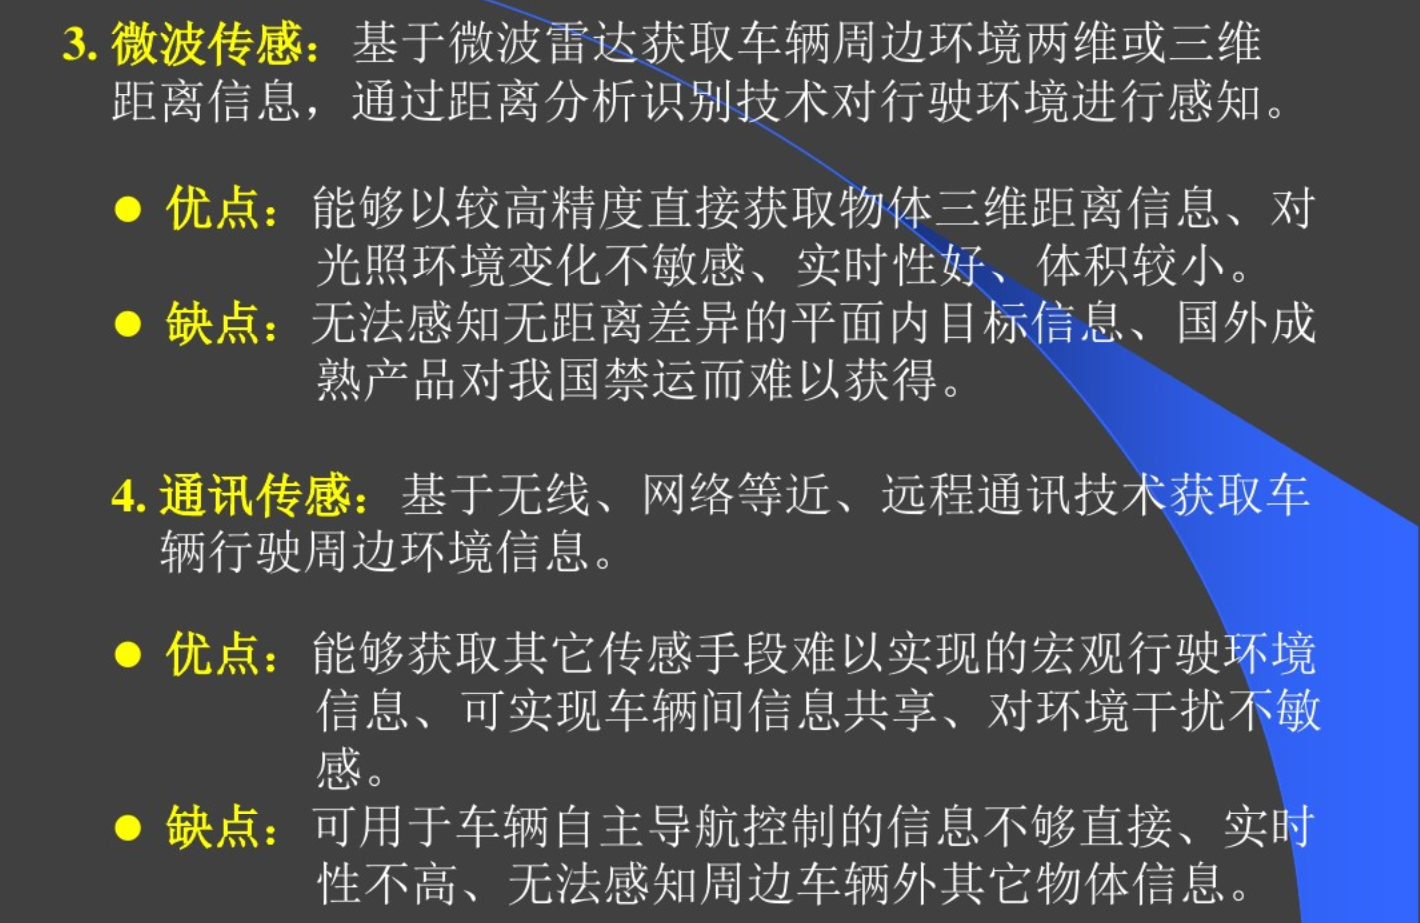 3. 微波传感：基于微波雷达获取车辆周边环境两维或三维
距离信息，通过距离分析识别技术对行驶环境进行感知。
● 优点：能够以较高精度直接获取物体三维距离信息、对
光照环境变化不敏感、实时性好、体积较小。
● 缺点：无法感知无距离差异的平面内目标信息、国外成
熟产品对我国禁运而难以获得。
4. 通讯传感：基于无线、网络等近、远程通讯技术获取车
辆行驶周边环境信息。
● 优点：能够获取其它传感手段难以实现的宏观行驶环境
信息、可实现车辆间信息共享、对环境干扰不敏
感。
● 缺点：可用于车辆自主导航控制的信息不够直接、实时
性不高、无法感知周边车辆外其它物体信息。